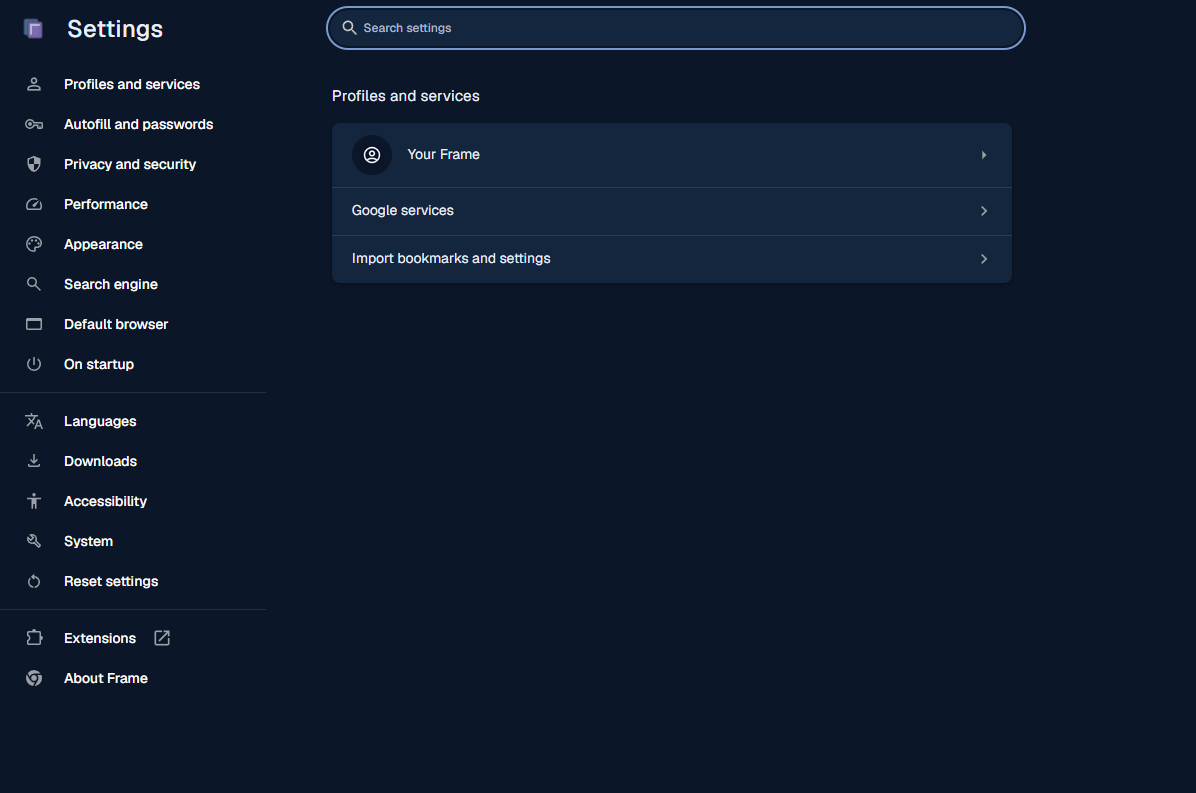 Settings
Search settings
Profiles and services
Autofill and passwords
Privacy and security
Performance
Appearance
Search engine
Default browser
On startup
Languages
Downloads
Accessibility
System
Reset settings
Extensions
About Frame
Profiles and services
Your Frame
Google services
Import bookmarks and settings